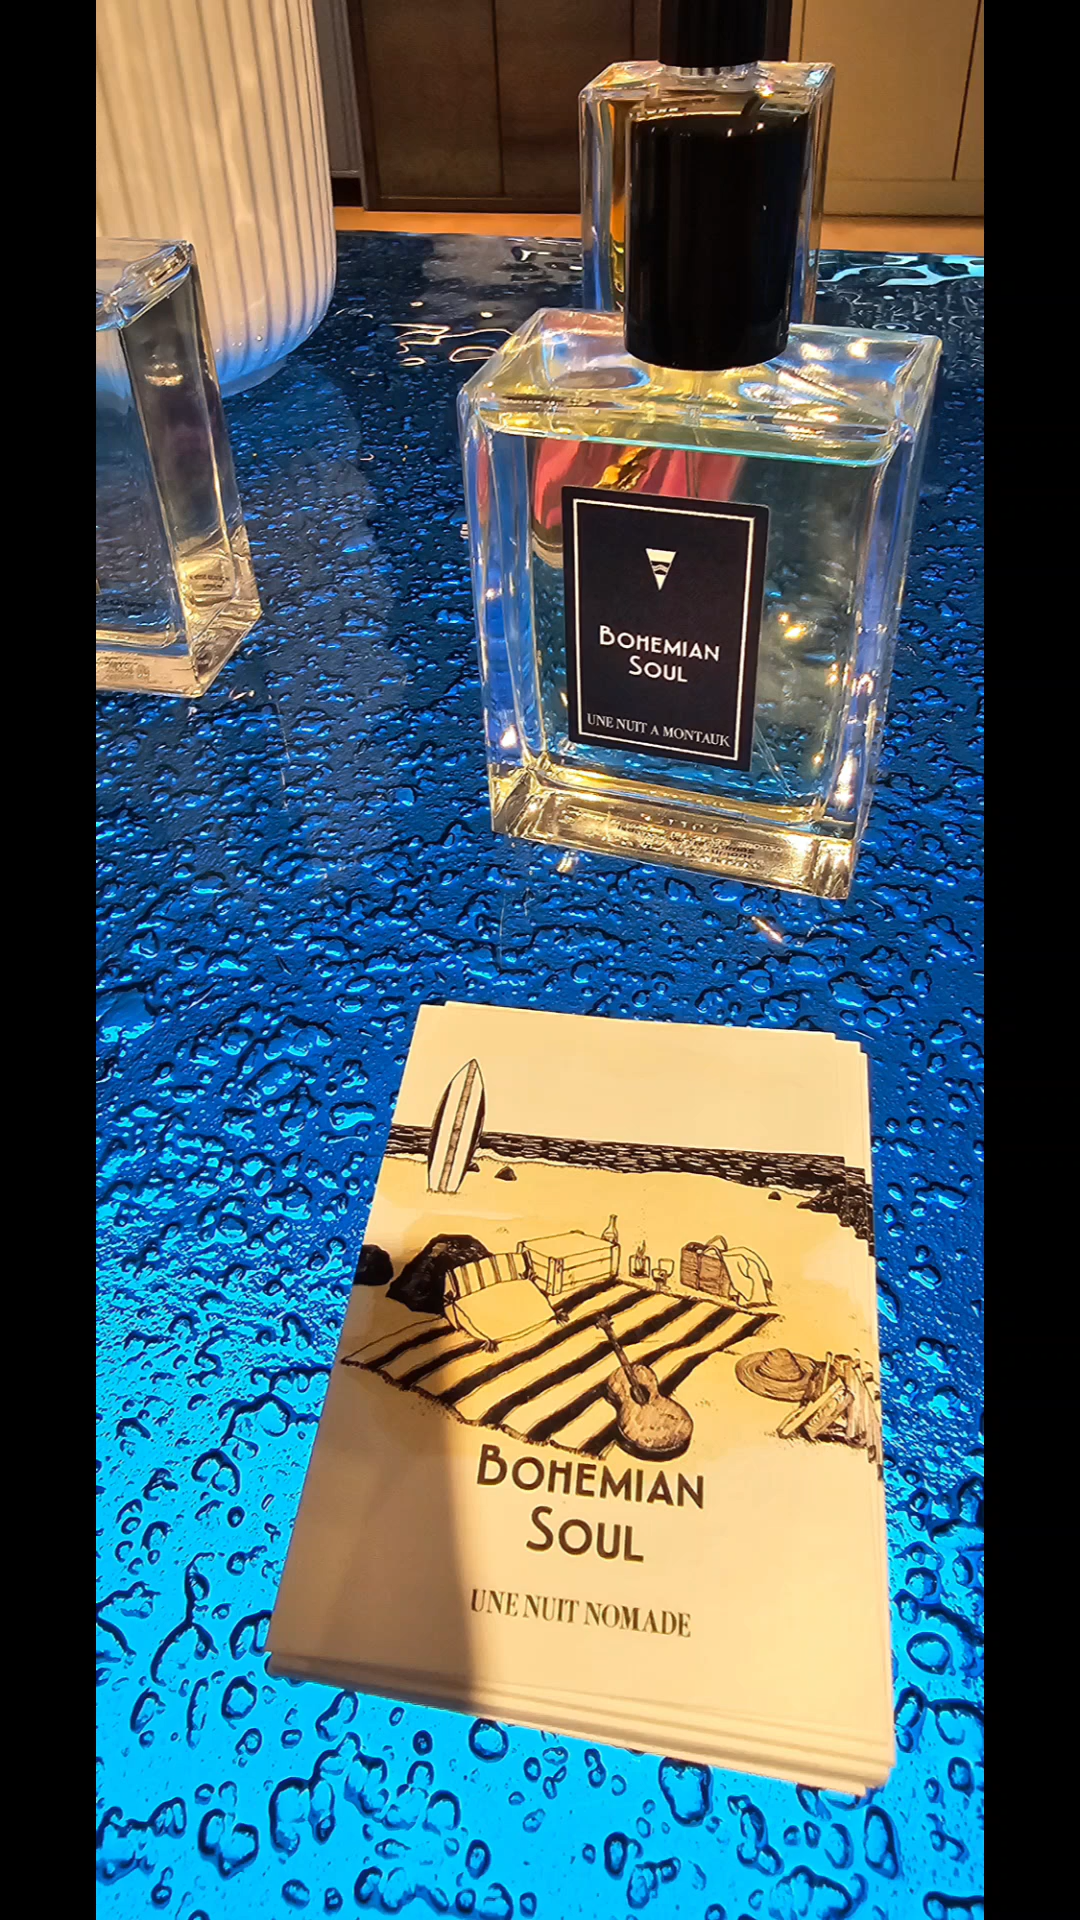 BOHEMIAN
SOUL
UNE NUIT A MONTAUK
BOHEMIAN
SOUL
UNE NUIT NOMADE